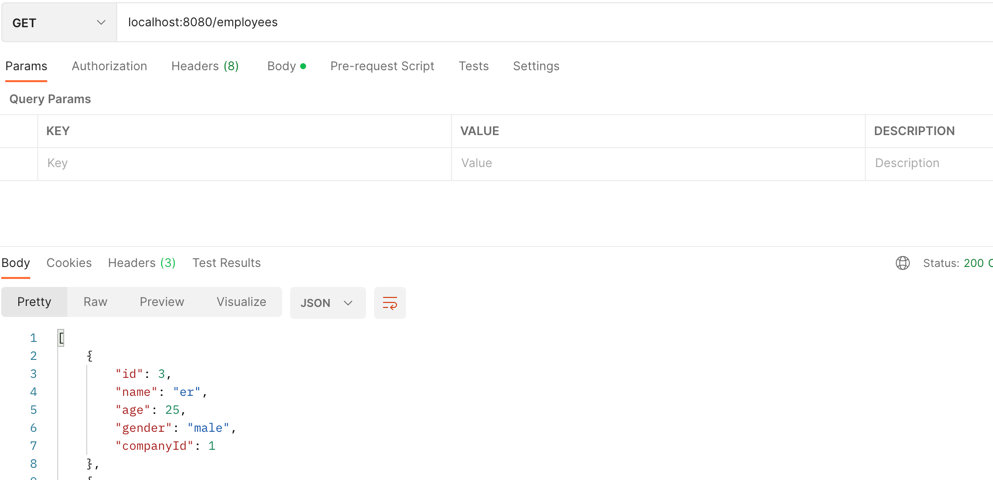 GET localhost:8080/employees
Params Authorization Headers (8) Body Pre-request Script Tests Settings
Query Params
KEY VALUE DESCRIPTION
Key Value Description
Body Cookies Headers (3) Test Results Status: 200
Pretty Raw Preview Visualize JSON
1 [
2 {
3 "id": 3,
4 "name": "er",
5 "age": 25,
6 "gender": "male",
7 "companyId": 1
8 },